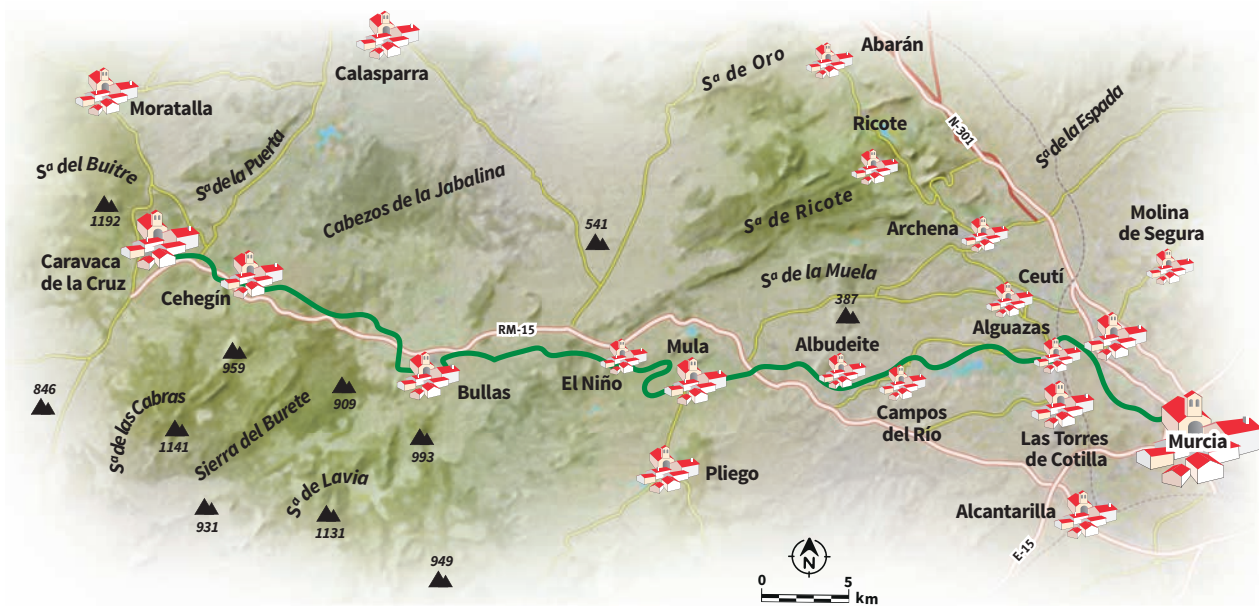 Calasparra
Moratalla
Sª de Oro
Abarán
Ricote
N-301
Sª de la Espada
Sª del Buitre
1192
Sª de la Puerta
Cabezos de la Jabalina
541
Sª de Ricote
Archena
Molina
de Segura
Caravaca
de la Cruz
Cehegín
Sª de la Muela
387
Ceutí
Alguazas
RM-15
Mula
Albudeite
El Niño
Bullas
959
909
846
Sª de las Cabras
1141
Sierra del Burete
993
Campos
del Río
Las Torres
de Cotilla
Murcia
Pliego
Sª de Lavia
931
1131
Alcantarilla
E-15
949
N
0 5
km